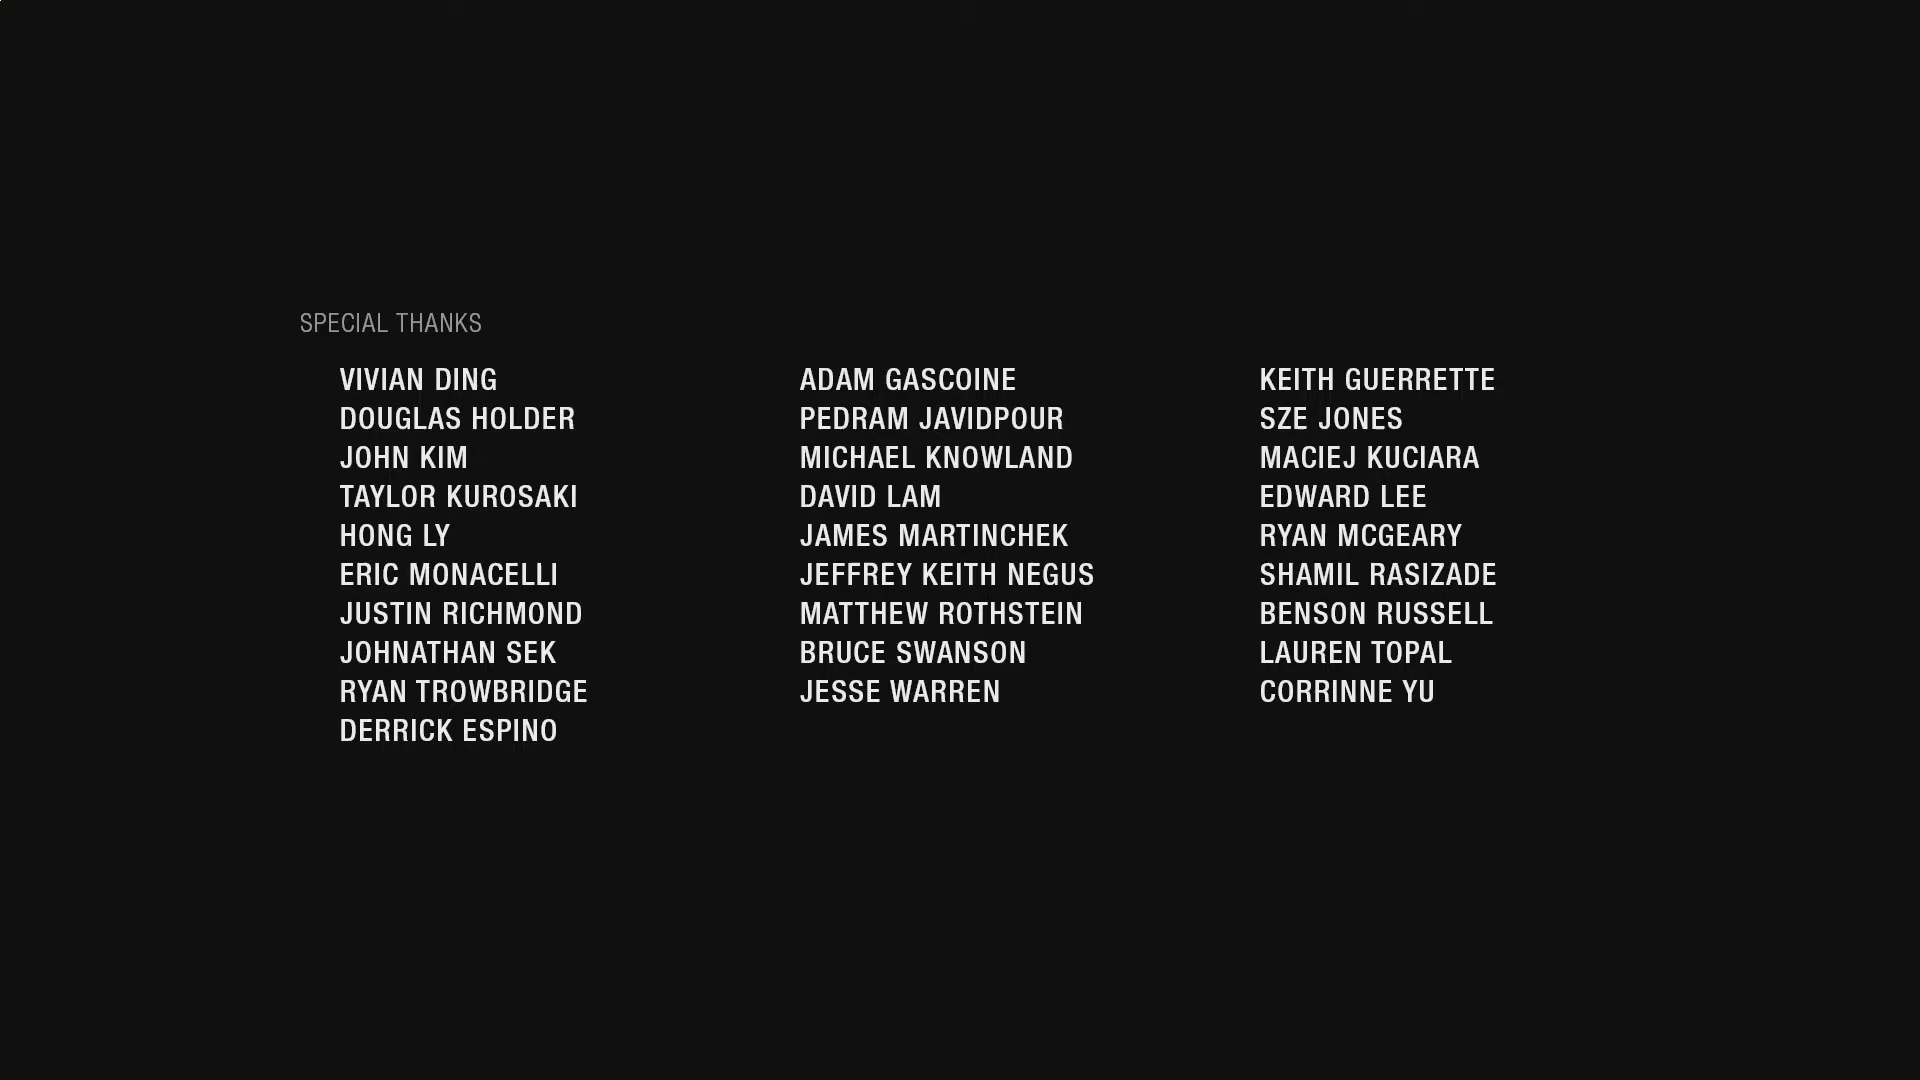 SPECIAL THANKS
VIVIAN DING
DOUGLAS HOLDER
JOHN KIM
TAYLOR KUROSAKI
HONG LY
ERIC MONACELLI
JUSTIN RICHMOND
JOHNATHAN SEK
RYAN TROWBRIDGE
DERRICK ESPINO
ADAM GASCOINE
PEDRAM JAVIDPOUR
MICHAEL KNOWLAND
DAVID LAM
JAMES MARTINCHEK
JEFFREY KEITH NEGUS
MATTHEW ROTHSTEIN
BRUCE SWANSON
JESSE WARREN
KEITH GUERRETTE
SZE JONES
MACIEJ KUCIARA
EDWARD LEE
RYAN MCGEARY
SHAMIL RASIZADE
BENSON RUSSELL
LAUREN TOPAL
CORRINNE YU